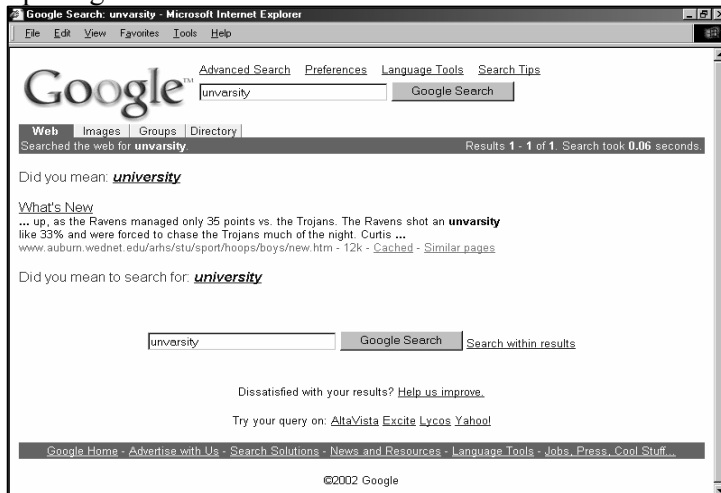 Google Search: unvarsity - Microsoft Internet Explorer
File Edit View Favorites Tools Help
Google™
Advanced Search Preferences Language Tools Search Tips
unvarsity Google Search
Web Images Groups Directory
Searched the web for unvarsity. Results 1 - 1 of 1. Search took 0.06 seconds.
Did you mean: university
What's New
... up, as the Ravens managed only 35 points vs. the Trojans. The Ravens shot an unvarsity
like 33% and were forced to chase the Trojans much of the night. Curtis ...
www.auburn.wednet.edu/arhs/stu/sport/hoops/boys/new.htm - 12k - Cached - Similar pages
Did you mean to search for: university
unvarsity Google Search Search within results
Dissatisfied with your results? Help us improve.
Try your query on: AltaVista Excite Lycos Yahoo!
Google Home - Advertise with Us - Search Solutions - News and Resources - Language Tools - Jobs, Press, Cool Stuff...
©2002 Google